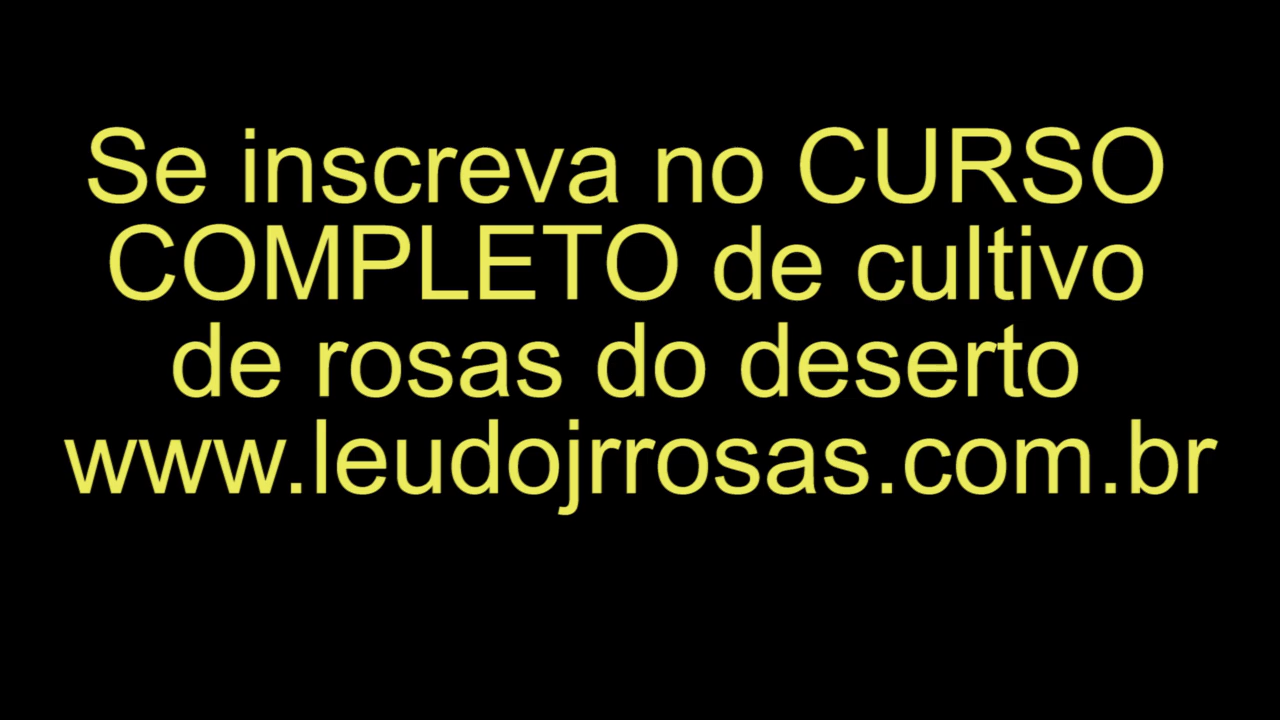 Se inscreva no CURSO
COMPLETO de cultivo
de rosas do deserto
www.leudojrrosas.com.br